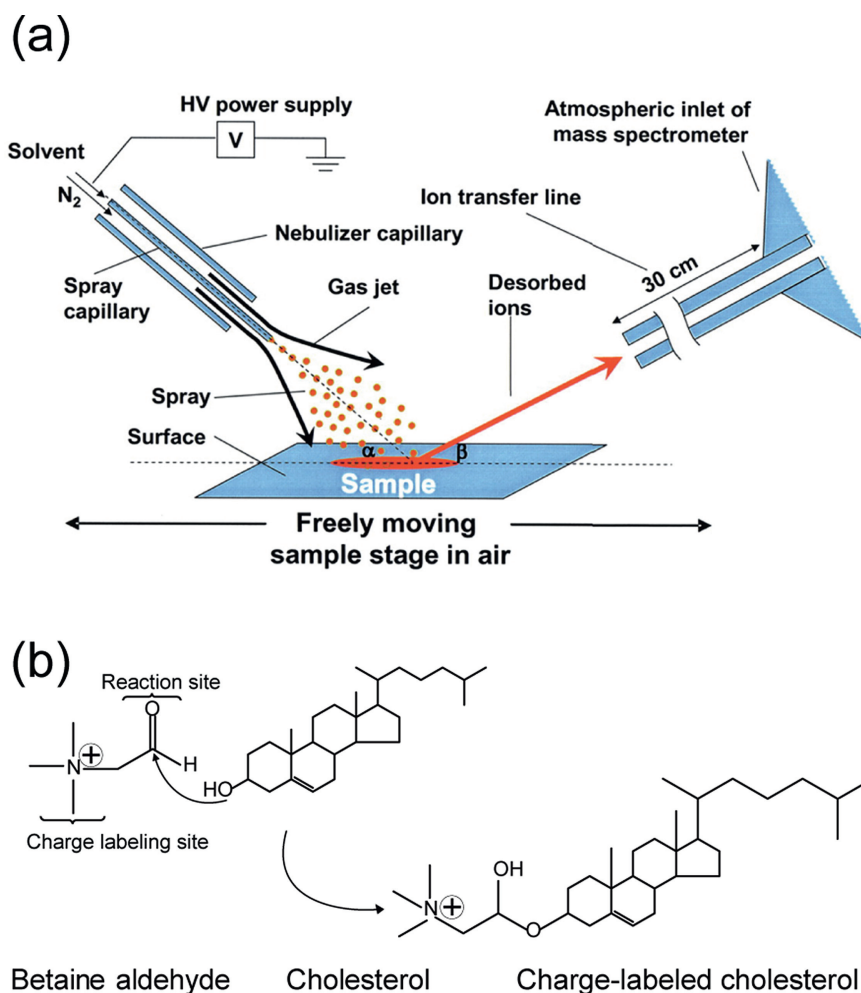 (a)
HV power supply
V
Solvent
N2
Atmospheric inlet of
mass spectrometer
Ion transfer line
Nebulizer capillary
30 cm
Spray
capillary
Gas jet
Desorbed
ions
Spray
Surface
α
β
Sample
Freely moving
sample stage in air
(b)
Reaction site
O
N
+
H
HO
Charge labeling site
OH
N
+
O
Betaine aldehyde
Cholesterol
Charge-labeled cholesterol